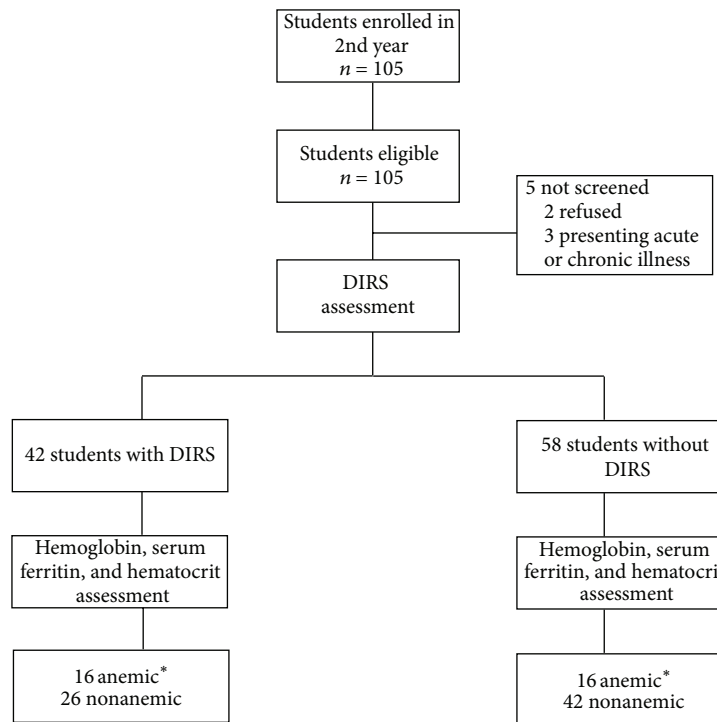 Students enrolled in
2nd year
n = 105
Students eligible
n = 105
5 not screened
2 refused
3 presenting acute
or chronic illness
DIRS
assessment
42 students with DIRS
58 students without
DIRS
Hemoglobin, serum
ferritin, and hematocrit
assessment
Hemoglobin, serum
ferritin, and hematocrit
assessment
16 anemic*
26 nonanemic
16 anemic*
42 nonanemic